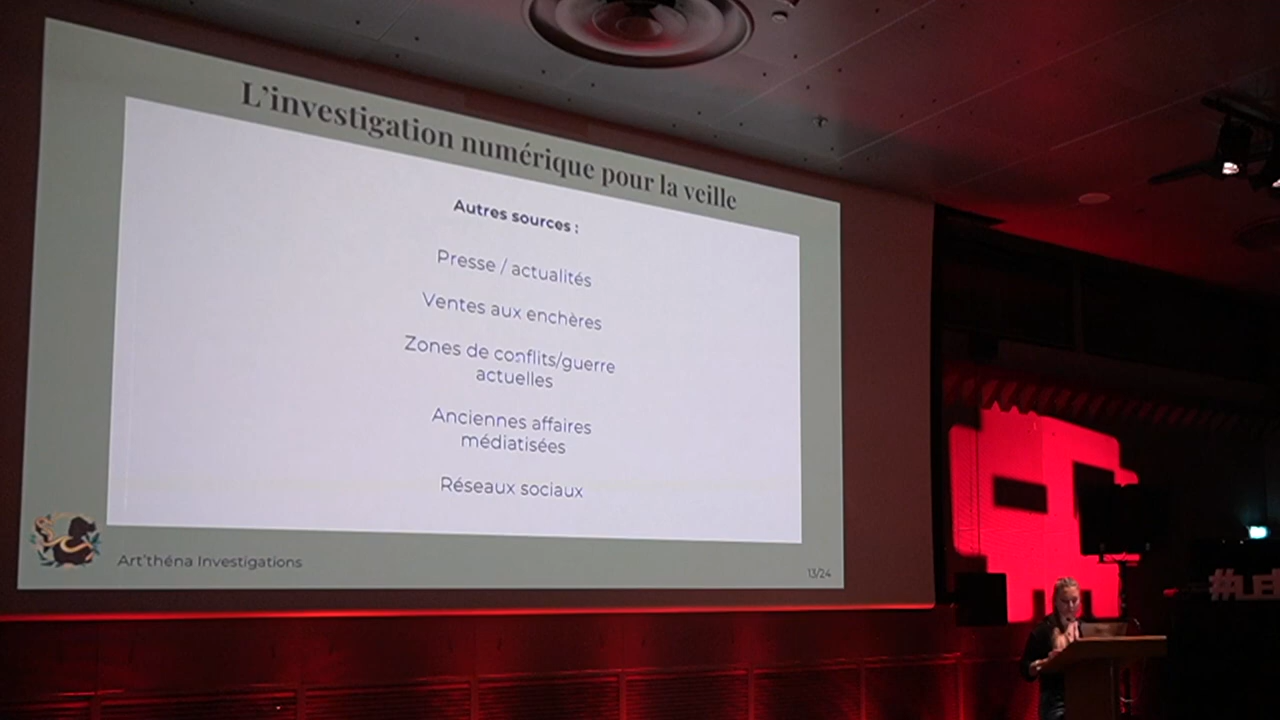 L'investigation numérique pour la veille
Autres sources :
Presse / actualités
Ventes aux enchères
Zones de conflits/guerre
actuelles
Anciennes affaires
médiatisées
Réseaux sociaux
Art'théna Investigations
13/24